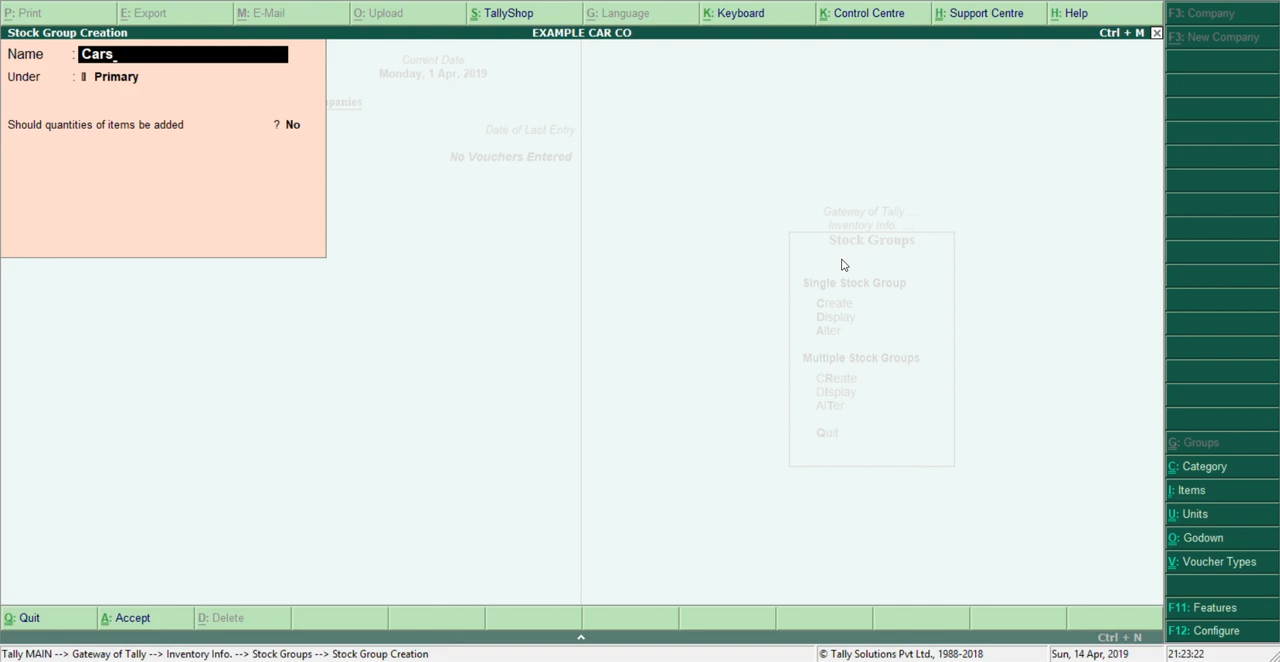 P: Print E: Export M: E-Mail O: Upload S: TallyShop G: Language K: Keyboard K: Control Centre H: Support Centre H: Help F3: Company
Stock Group Creation EXAMPLE CAR CO Ctrl + M F3: New Company
Name : Cars
Under : Primary
Should quantities of items be added ? No
Current Date
Monday, 1 Apr, 2019
panies
Date of Last Entry
No Vouchers Entered
Gateway of Tally ....
Inventory Info. ....
Stock Groups
Single Stock Group
Create
Display
Alter
Multiple Stock Groups
CReate
DIsplay
AlTer
Quit
G: Groups
C: Category
I: Items
U: Units
O: Godown
V: Voucher Types
F11: Features
F12: Configure
Q: Quit A: Accept D: Delete
Ctrl + N
Tally MAIN --> Gateway of Tally --> Inventory Info. --> Stock Groups --> Stock Group Creation © Tally Solutions Pvt Ltd., 1988-2018 Sun, 14 Apr, 2019 21:23:22